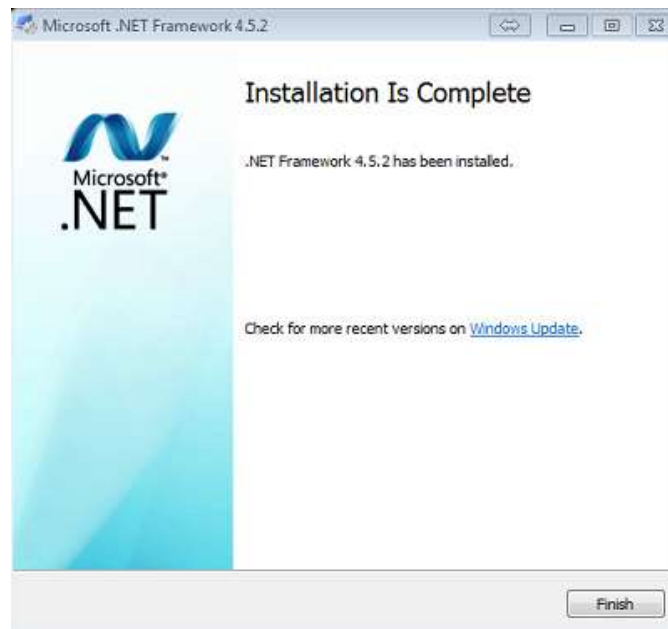 Microsoft .NET Framework 4.5.2
Installation Is Complete
Microsoft®
.NET
™
.NET Framework 4.5.2 has been installed.
Check for more recent versions on Windows Update.
Finish